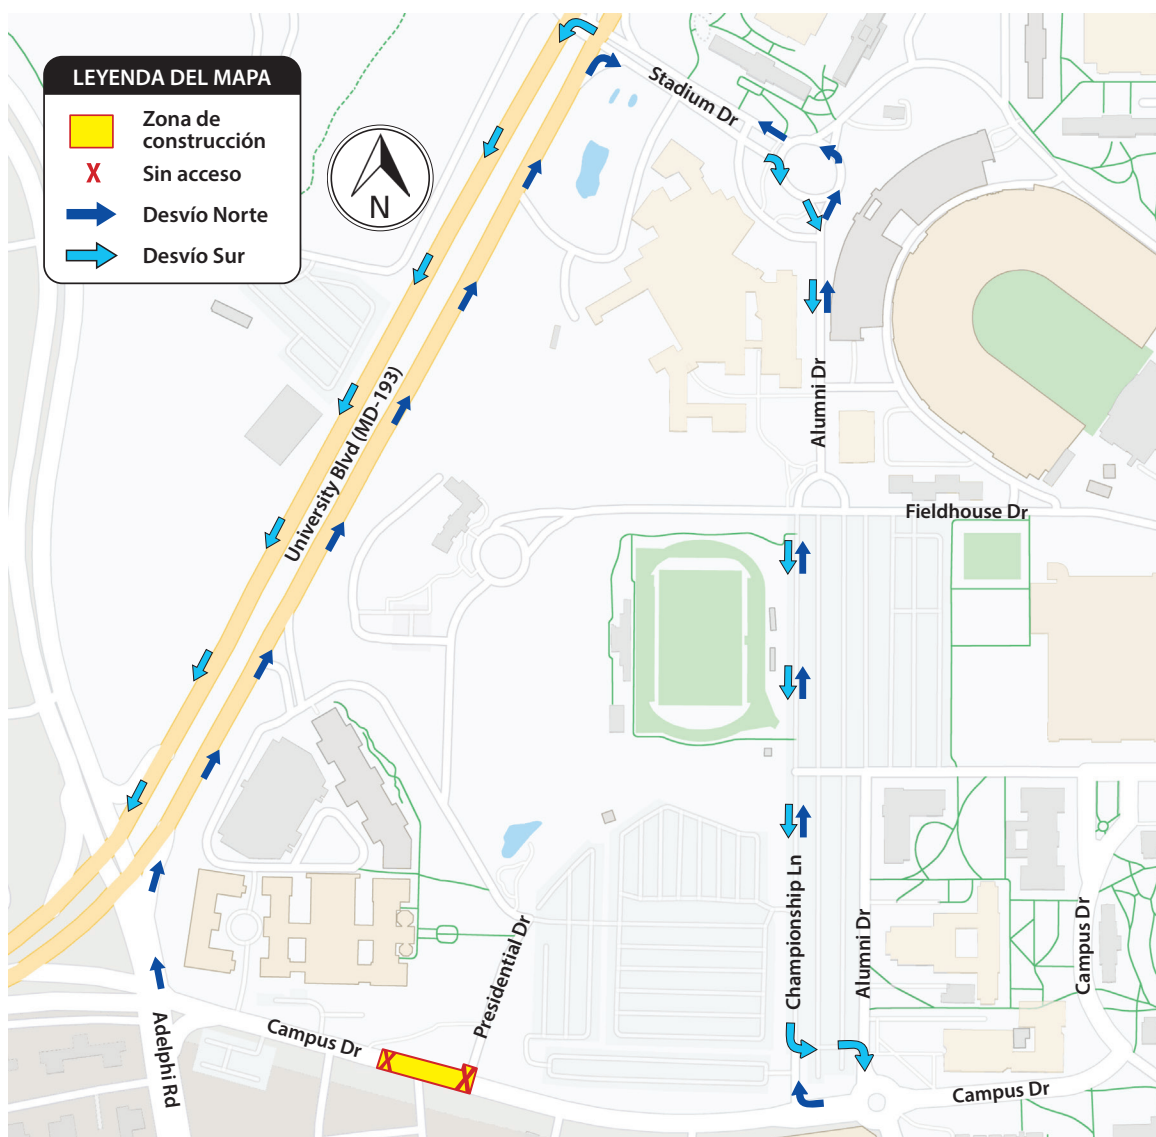 LEYENDA DEL MAPA
Zona de
construcción
X Sin acceso
Desvío Norte
Desvío Sur
N
Stadium Dr
University Blvd (MD-193)
Alumni Dr
Fieldhouse Dr
Championship Ln
Alumni Dr
Campus Dr
Presidential Dr
Campus Dr
Adelphi Rd
X
X
Campus Dr